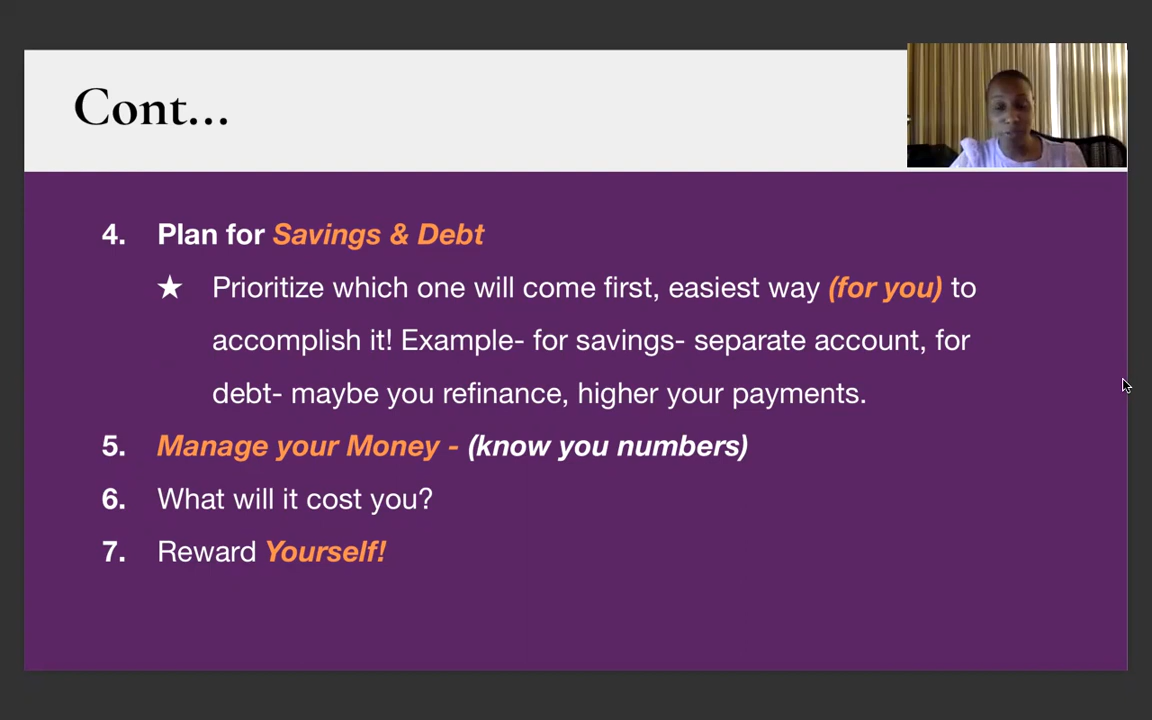 Cont...
4. Plan for Savings & Debt
★ Prioritize which one will come first, easiest way (for you) to
accomplish it! Example- for savings- separate account, for
debt- maybe you refinance, higher your payments.
5. Manage your Money - (know you numbers)
6. What will it cost you?
7. Reward Yourself!